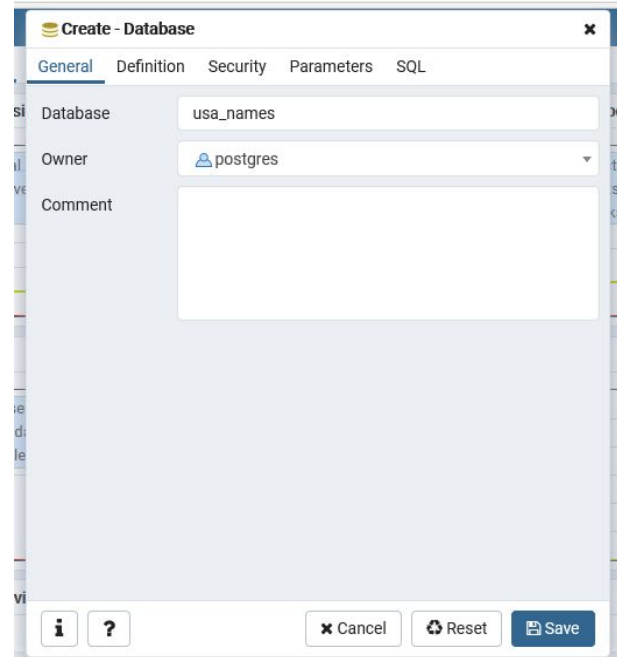 Create - Database
General Definition Security Parameters SQL
Database usa_names
Owner postgres
Comment
i ? Cancel Reset Save